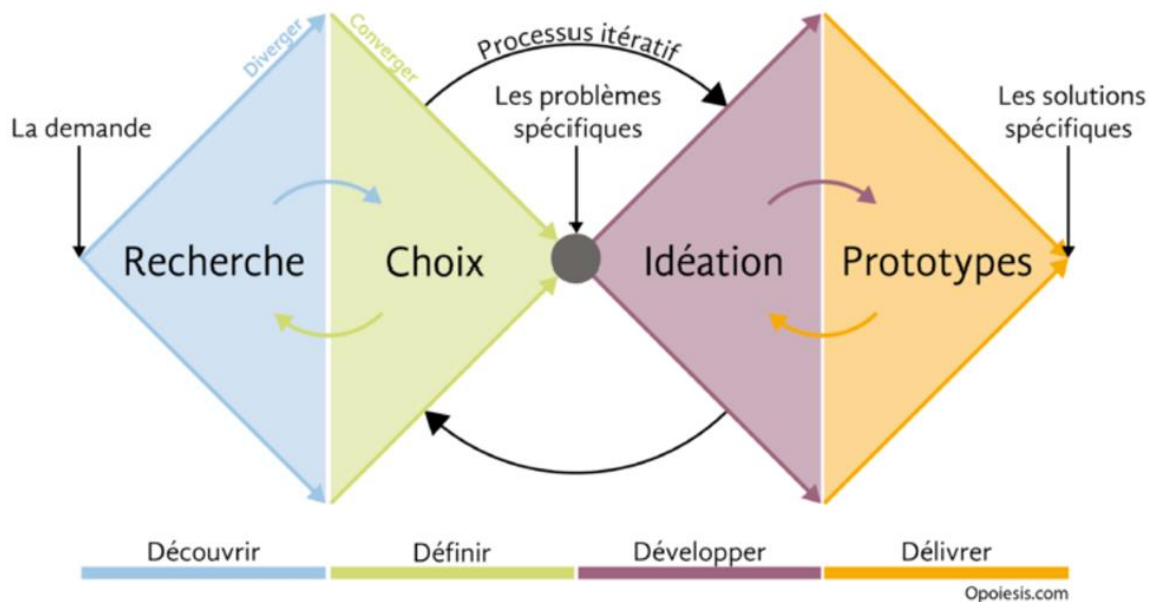 Diverger
Converger
Processus itératif
La demande
Les problèmes
spécifiques
Les solutions
spécifiques
Recherche
Choix
Idéation
Prototypes
Découvrir
Définir
Développer
Délivrer
Opoiesis.com